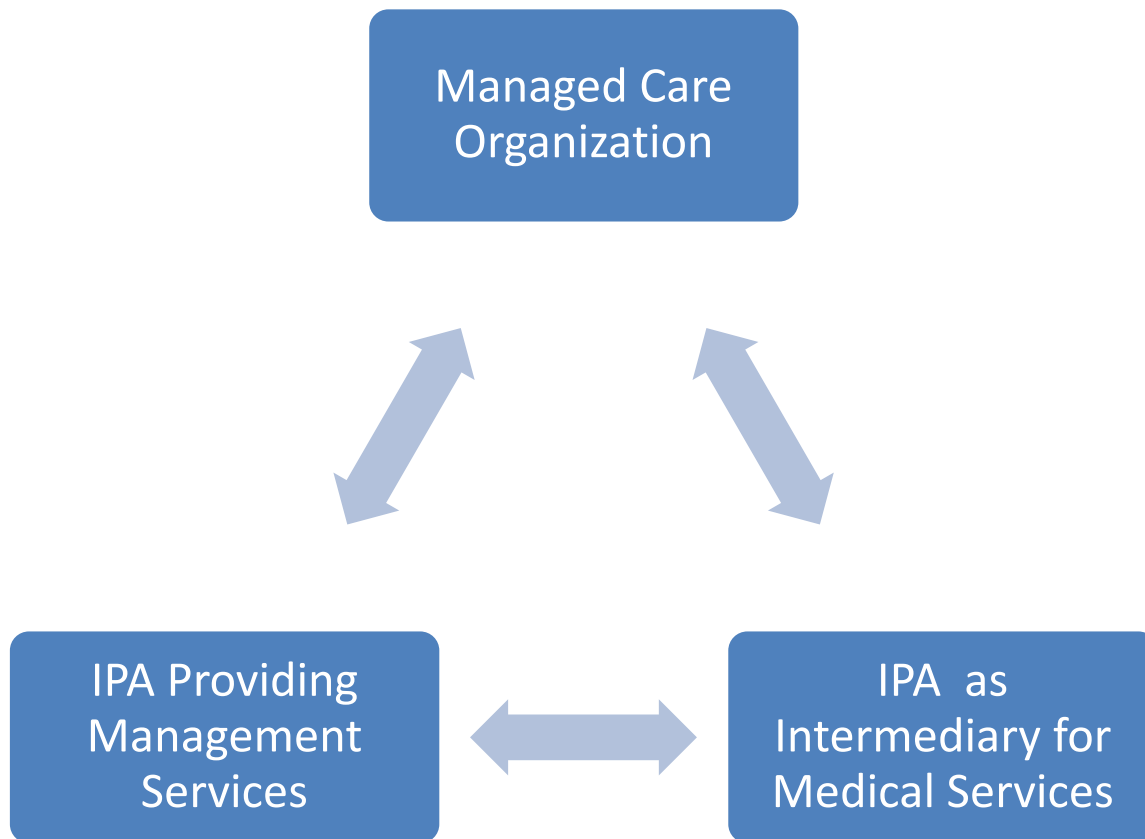 Managed Care
Organization
IPA Providing
Management
Services
IPA  as
Intermediary for
Medical Services